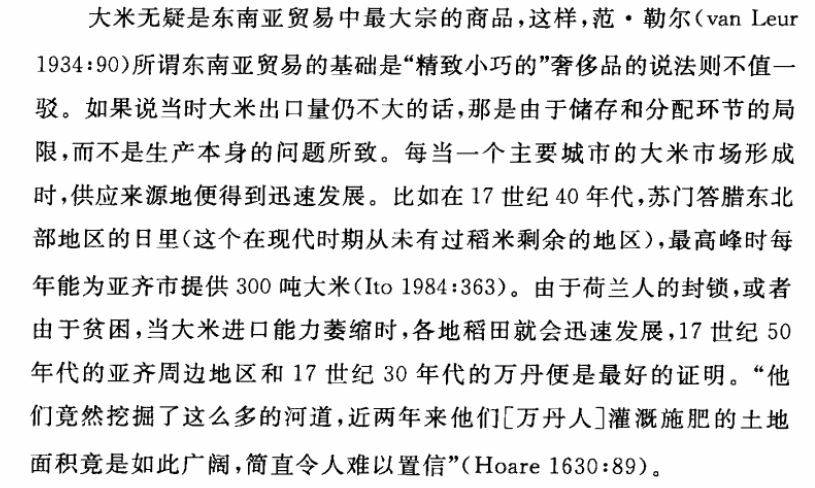 大米无疑是东南亚贸易中最大宗的商品,这样,范·勒尔(van Leur
1934:90)所谓东南亚贸易的基础是“精致小巧的”奢侈品的说法则不值一
驳。如果说当时大米出口量仍不大的话,那是由于储存和分配环节的局
限,而不是生产本身的问题所致。每当一个主要城市的大米市场形成
时,供应来源地便得到迅速发展。比如在 17 世纪 40 年代,苏门答腊东北
部地区的日里(这个在现代时期从未有过稻米剩余的地区),最高峰时每
年能为亚齐市提供 300 吨大米(Ito 1984:363)。由于荷兰人的封锁,或者
由于贫困,当大米进口能力萎缩时,各地稻田就会迅速发展,17 世纪 50
年代的亚齐周边地区和 17 世纪 30 年代的万丹便是最好的证明。“他
们竟然挖掘了这么多的河道,近两年来他们[万丹人]灌溉施肥的土地
面积竟是如此广阔,简直令人难以置信”(Hoare 1630:89)。